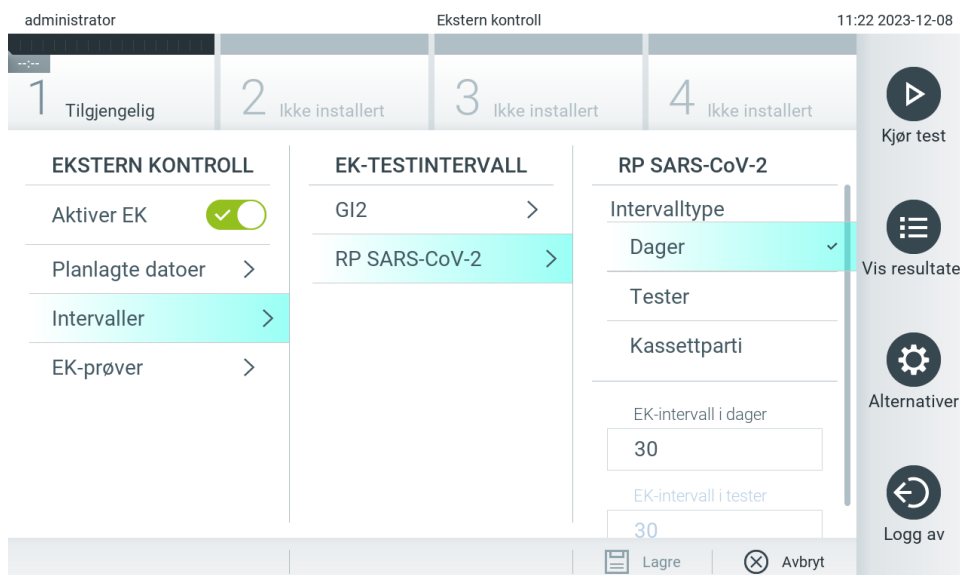 administrator
Ekstern kontroll
11:22 2023-12-08
--:--
1 Tilgjengelig
2 Ikke installert
3 Ikke installert
4 Ikke installert
Kjør test
Vis resultate
Alternativer
Logg av
EKSTERN KONTROLL
Aktiver EK
Planlagte datoer
Intervaller
EK-prøver
EK-TESTINTERVALL
GI2
RP SARS-CoV-2
RP SARS-CoV-2
Intervalltype
Dager
Tester
Kassettparti
EK-intervall i dager
30
EK-intervall i tester
30
Lagre
Avbryt